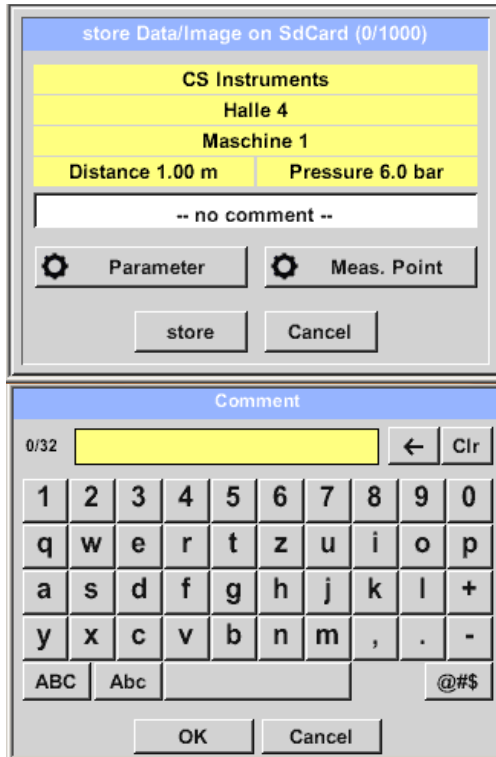 store Data/Image on SdCard (0/1000)
CS Instruments
Halle 4
Maschine 1
Distance 1.00 m Pressure 6.0 bar
-- no comment --
Parameter Meas. Point
store Cancel
Comment
0/32 ← Clr
1 2 3 4 5 6 7 8 9 0
q w e r t z u i o p
a s d f g h j k l +
y x c v b n m , . -
ABC Abc @#$
OK Cancel